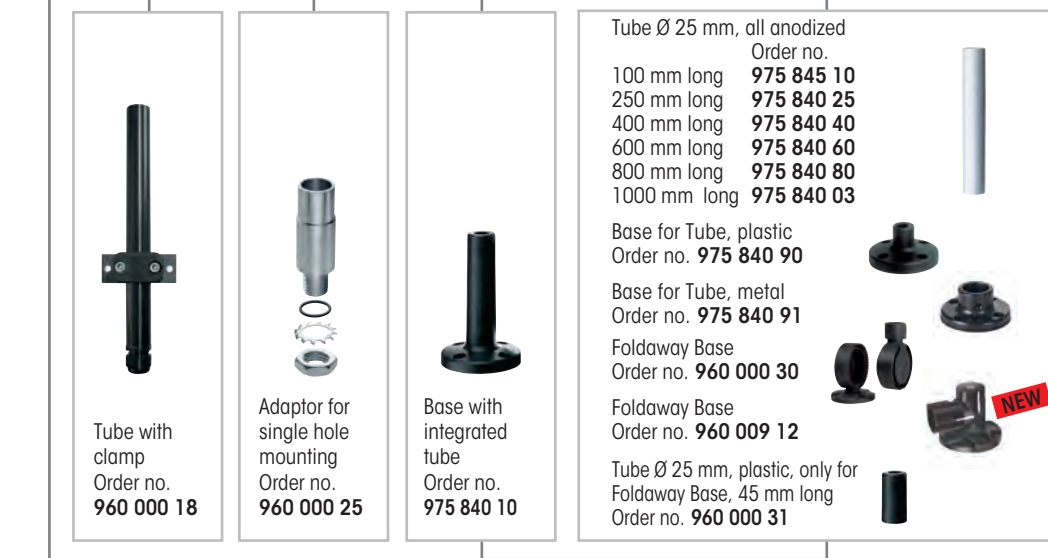 Tube with
clamp
Order no.
960 000 18
Adaptor for
single hole
mounting
Order no.
960 000 25
Base with
integrated
tube
Order no.
975 840 10
Tube Ø 25 mm, all anodized
Order no.
100 mm long 975 845 10
250 mm long 975 840 25
400 mm long 975 840 40
600 mm long 975 840 60
800 mm long 975 840 80
1000 mm long 975 840 03
Base for Tube, plastic
Order no. 975 840 90
Base for Tube, metal
Order no. 975 840 91
Foldaway Base
Order no. 960 000 30
Foldaway Base
Order no. 960 009 12
NEW
Tube Ø 25 mm, plastic, only for
Foldaway Base, 45 mm long
Order no. 960 000 31